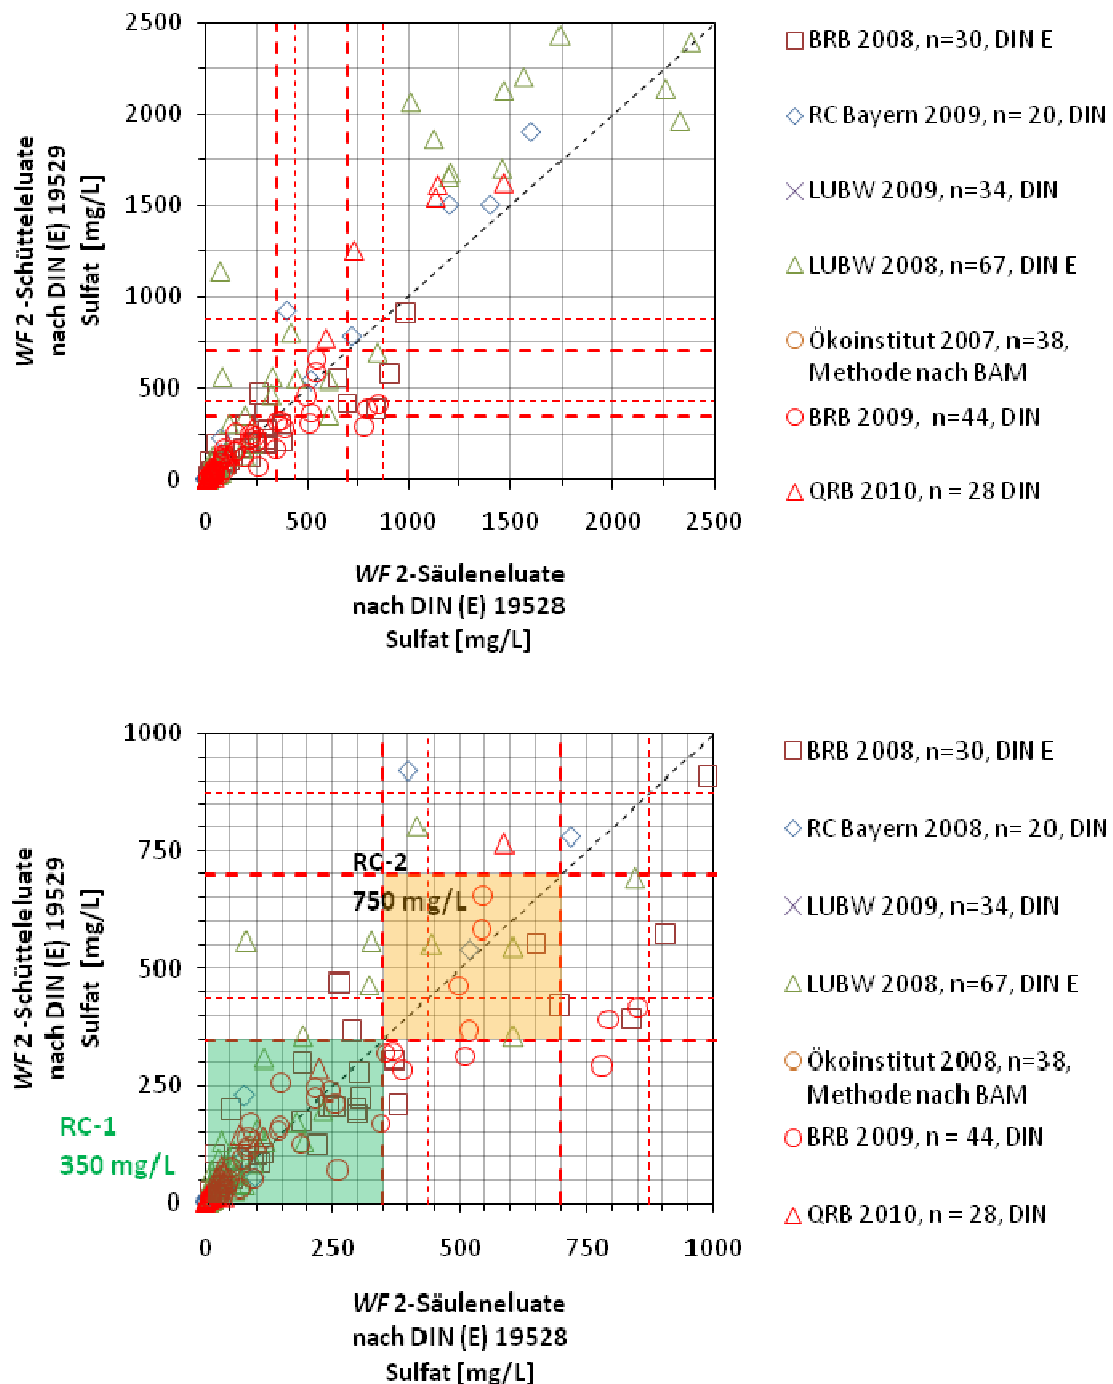 WF 2-Schütteleluate
nach DIN (E) 19529
Sulfat [mg/L]
2500
2000
1500
1000
500
0
0 500 1000 1500 2000 2500
WF 2-Säuleneluate
nach DIN (E) 19528
Sulfat [mg/L]
BRB 2008, n=30, DIN E
RC Bayern 2009, n= 20, DIN
LUBW 2009, n=34, DIN
LUBW 2008, n=67, DIN E
Ökoinstitut 2007, n=38,
Methode nach BAM
BRB 2009, n=44, DIN
QRB 2010, n = 28 DIN
WF 2-Schütteleluate
nach DIN (E) 19529
Sulfat [mg/L]
1000
750
500
250
0
RC-2
750 mg/L
RC-1
350 mg/L
0 250 500 750 1000
WF 2-Säuleneluate
nach DIN (E) 19528
Sulfat [mg/L]
BRB 2008, n=30, DIN E
RC Bayern 2008, n= 20, DIN
LUBW 2009, n=34, DIN
LUBW 2008, n=67, DIN E
Ökoinstitut 2008, n=38,
Methode nach BAM
BRB 2009, n = 44, DIN
QRB 2010, n = 28, DIN